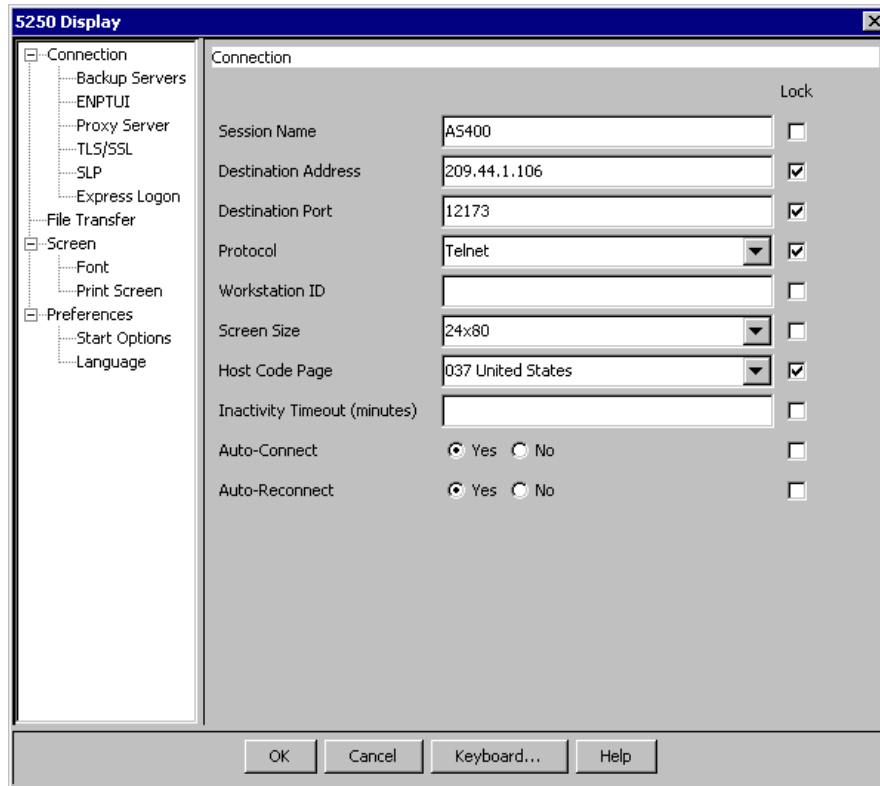 5250 Display
Connection
Backup Servers
ENPTUI
Proxy Server
TLS/SSL
SLP
Express Logon
File Transfer
Screen
Font
Print Screen
Preferences
Start Options
Language
Connection
Lock
Session Name AS400
Destination Address 209.44.1.106
Destination Port 12173
Protocol Telnet
Workstation ID
Screen Size 24x80
Host Code Page 037 United States
Inactivity Timeout (minutes)
Auto-Connect Yes No
Auto-Reconnect Yes No
OK Cancel Keyboard... Help